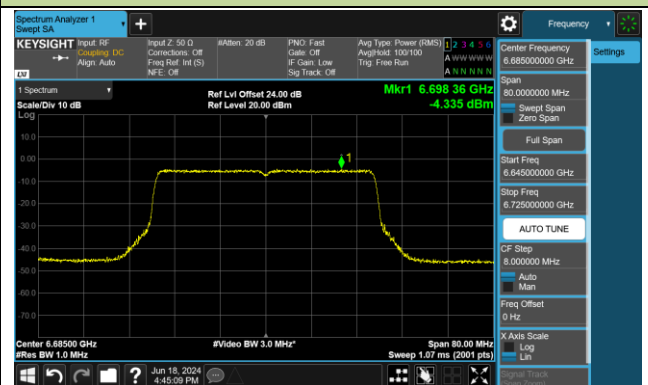 Spectrum Analyzer 1
Swept SA
Frequency
KEYSIGHT
Input: RF
Coupling: DC
Align: Auto
Input Z: 50 Ω
Corrections: Off
Freq Ref: Int (S)
NFE: Off
#Atten: 20 dB
PNO: Fast
Gate: Off
IF Gain: Low
Sig Track: Off
Avg Type: Power (RMS)
Avg|Hold: 100/100
Trig: Free Run
1 2 3 4 5 6
A W W W W W
A N N N N N
LXI
Settings
Center Frequency
6.685000000 GHz
Span
80.0000000 MHz
Swept Span
Zero Span
Full Span
Start Freq
6.645000000 GHz
Stop Freq
6.725000000 GHz
AUTO TUNE
CF Step
8.000000 MHz
Auto
Man
Freq Offset
0 Hz
X Axis Scale
Log
Lin
Signal Track
1 Spectrum
Scale/Div 10 dB
Log
Ref Lvl Offset 24.00 dB
Ref Level 20.00 dBm
Mkr1 6.698 36 GHz
-4.335 dBm
1
10.0
0.00
-10.0
-20.0
-30.0
-40.0
-50.0
-60.0
-70.0
Center 6.68500 GHz
#Res BW 1.0 MHz
#Video BW 3.0 MHz*
Span 80.00 MHz
Sweep 1.07 ms (2001 pts)
?
Jun 18, 2024
4:45:09 PM